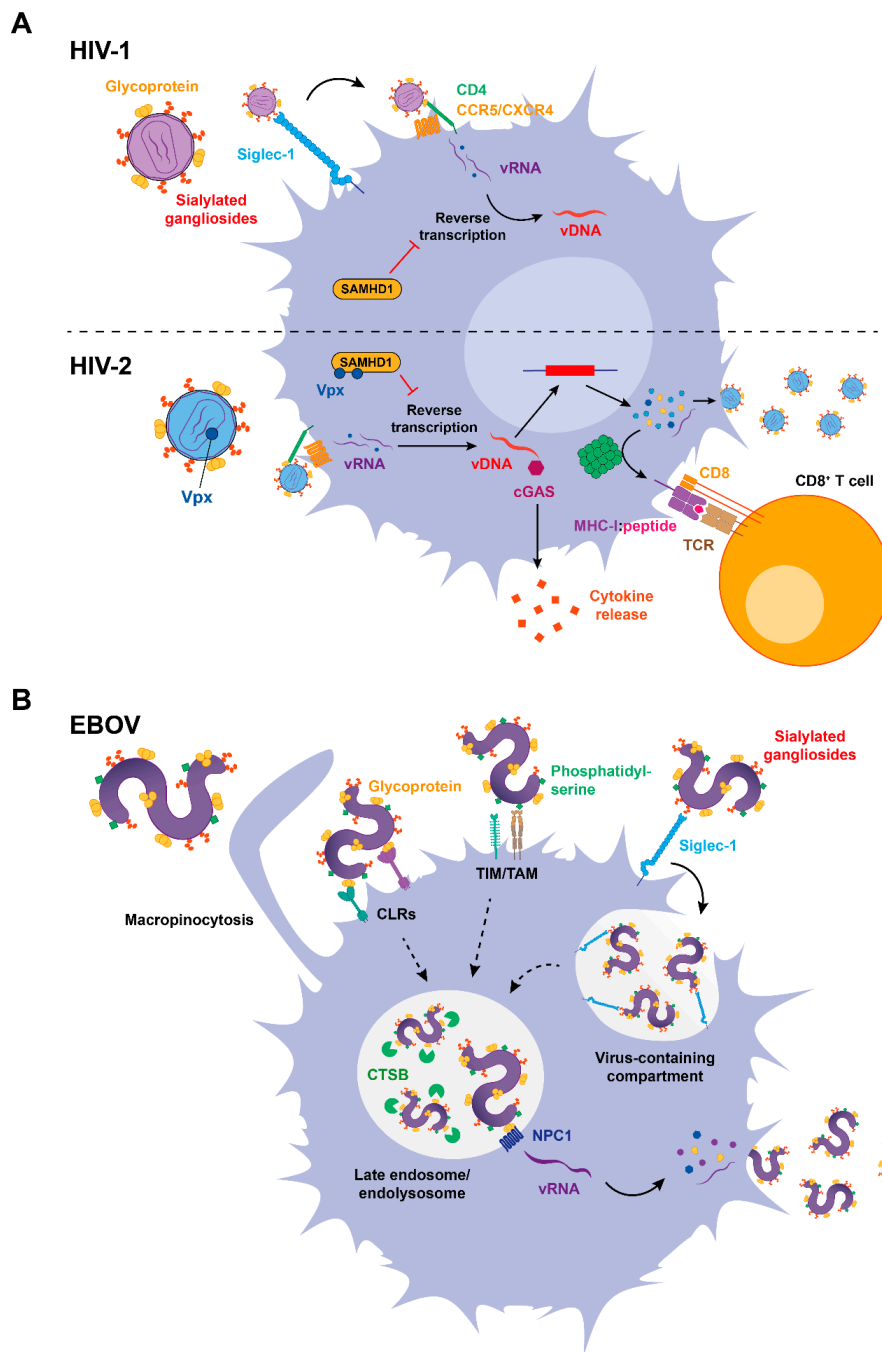 A
HIV-1
Glycoprotein
Sialylated
gangliosides
Siglec-1
CD4
CCR5/CXCR4
vRNA
Reverse
transcription
vDNA
SAMHD1
HIV-2
SAMHD1
Vpx
Reverse
transcription
Vpx
vRNA
vDNA
cGAS
CD8
CD8⁺ T cell
MHC-I:peptide
TCR
Cytokine
release
B
EBOV
Sialylated
gangliosides
Glycoprotein
Phosphatidyl-
serine
Siglec-1
TIM/TAM
Macropinocytosis
CLRs
Virus-containing
compartment
CTSB
NPC1
Late endosome/
endolysosome
vRNA